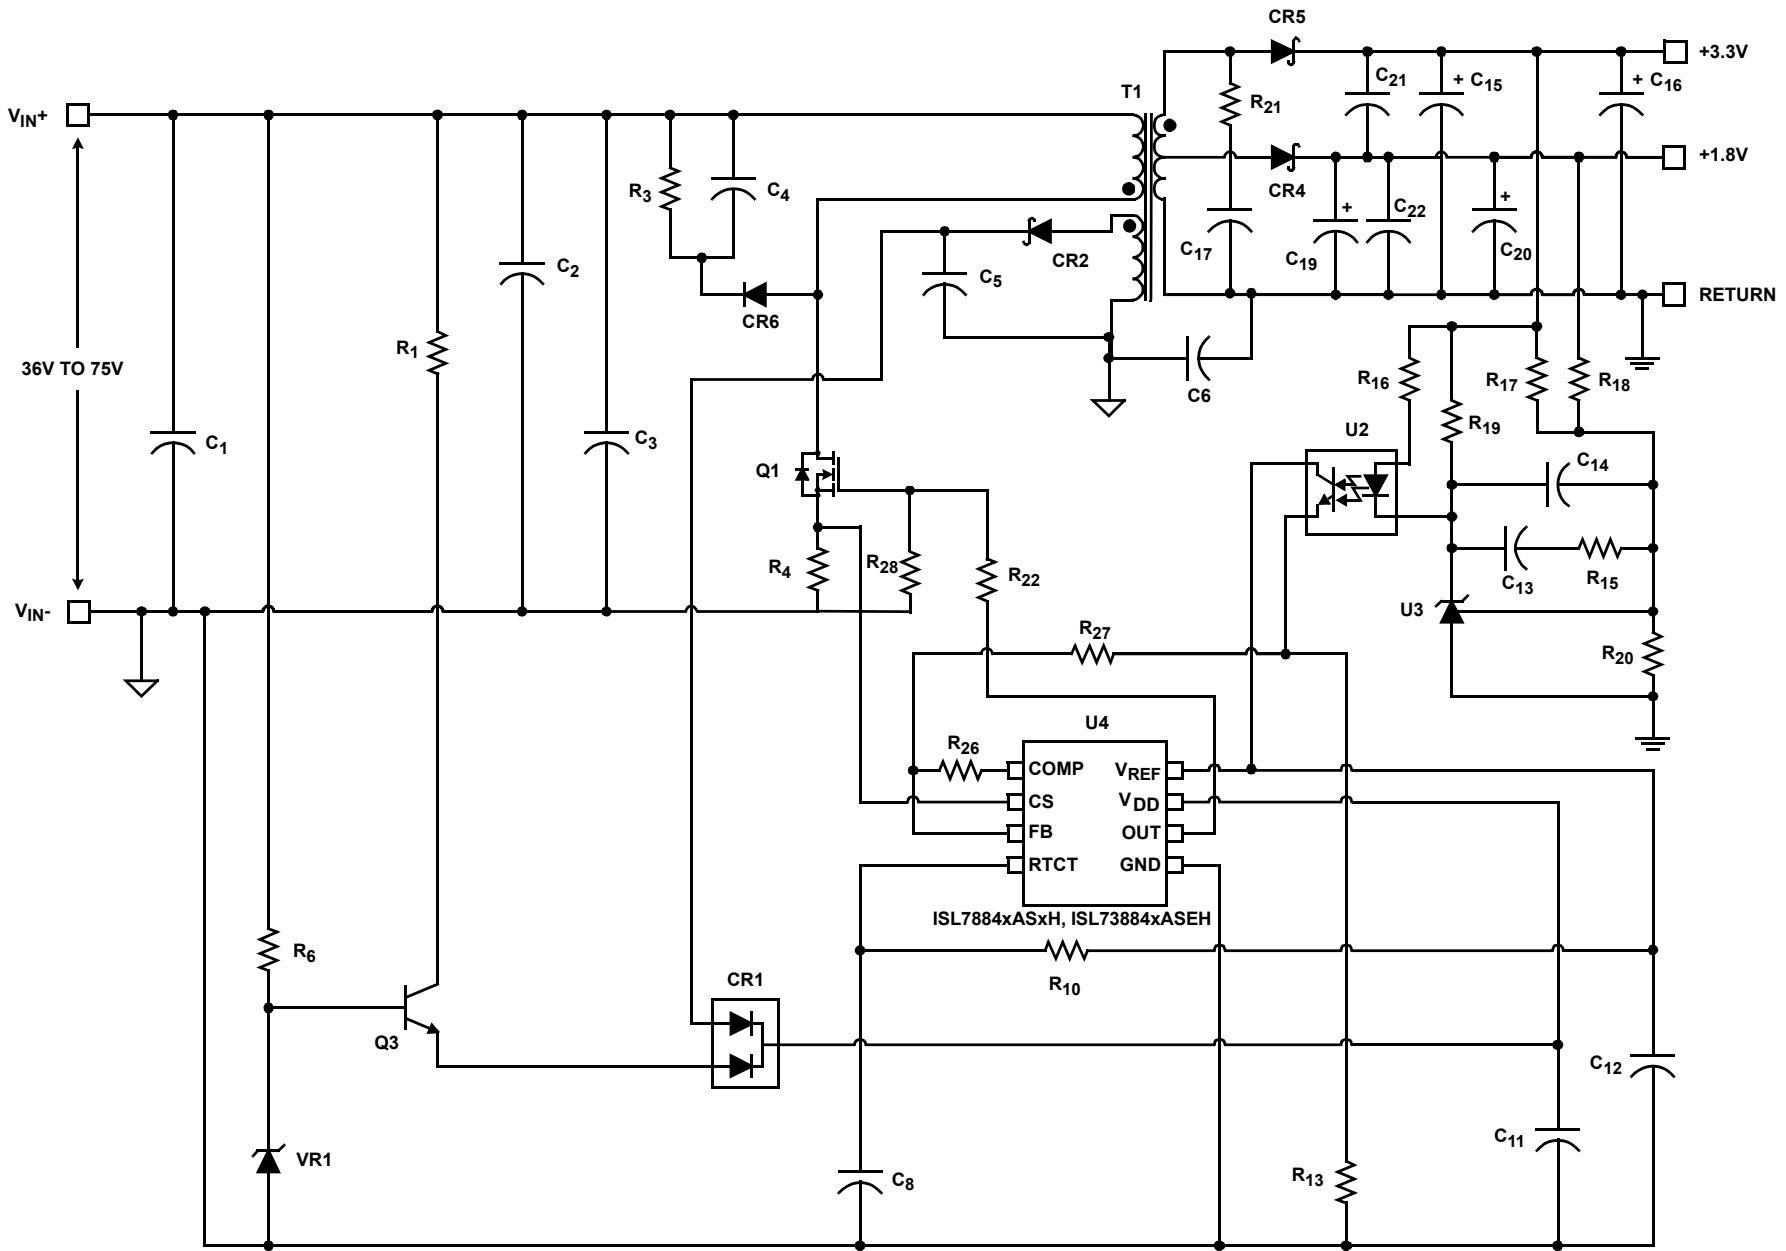 CR5
+3.3V
C21
+ C15
+ C16
T1
R21
VIN+
+1.8V
CR4
R3
C4
+
C22
+
C17
C19
C20
CR2
C5
C2
RETURN
CR6
R1
36V TO 75V
R16
R17
R18
C6
R19
U2
C1
C3
C14
Q1
R4
R28
R22
C13
R15
VIN-
U3
R27
R20
U4
R26
COMP
VREF
CS
VDD
FB
OUT
RTCT
GND
ISL7884xASxH, ISL73884xASEH
R6
CR1
R10
Q3
C12
C11
VR1
C8
R13